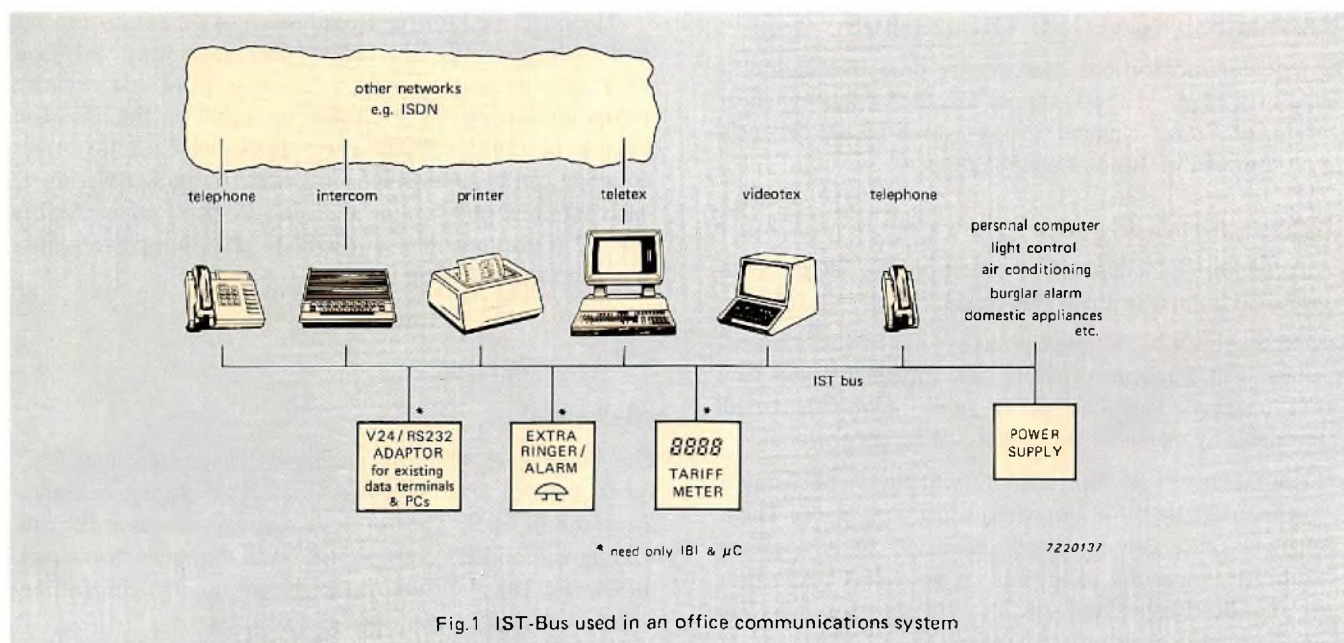 other networks
e.g. ISDN
telephone
intercom
printer
teletex
videotex
telephone
personal computer
light control
air conditioning
burglar alarm
domestic appliances
etc.
IST bus
*
V24/RS232
ADAPTOR
for existing
data terminals
& PCs
*
EXTRA
RINGER/
ALARM
*
8888
TARIFF
METER
POWER
SUPPLY
* need only IBI & µC
7220137
Fig.1 IST-Bus used in an office communications system